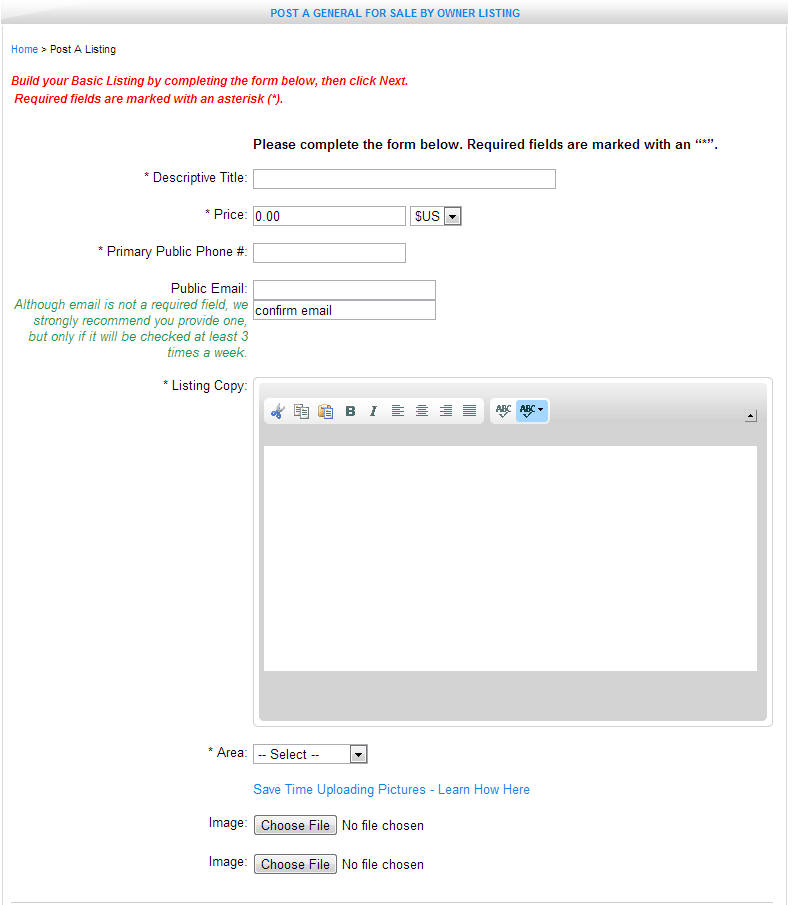 POST A GENERAL FOR SALE BY OWNER LISTING
Home > Post A Listing
Build your Basic Listing by completing the form below, then click Next.
Required fields are marked with an asterisk (*).
Please complete the form below. Required fields are marked with an “*”.
* Descriptive Title:
* Price: 0.00 $US
* Primary Public Phone #:
Public Email:
Although email is not a required field, we
strongly recommend you provide one,
but only if it will be checked at least 3
times a week.
confirm email
* Listing Copy:
B I ABC ABC
* Area: -- Select --
Save Time Uploading Pictures - Learn How Here
Image: Choose File No file chosen
Image: Choose File No file chosen